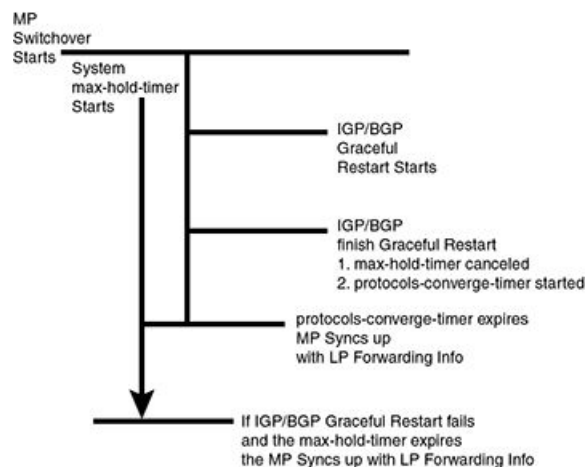 MP
Switchover
Starts
System
max-hold-timer
Starts
IGP/BGP
Graceful
Restart Starts
IGP/BGP
finish Graceful Restart
1. max-hold-timer canceled
2. protocols-converge-timer started
protocols-converge-timer expires
MP Syncs up
with LP Forwarding Info
If IGP/BGP Graceful Restart fails
and the max-hold-timer expires
the MP Syncs up with LP Forwarding Info